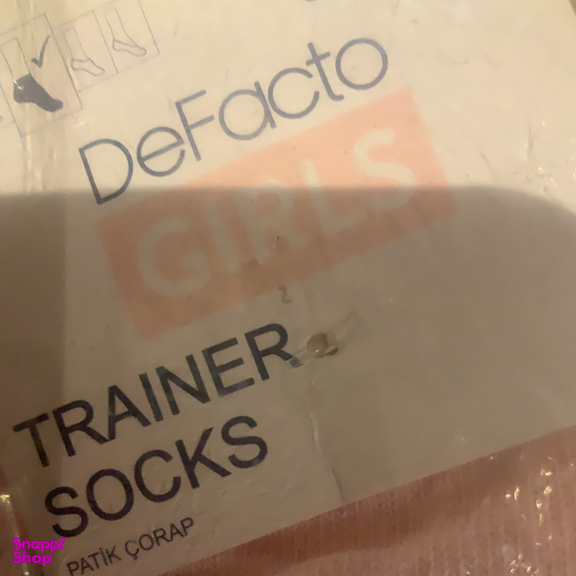 DeFacto
GIRLS
TRAINER
SOCKS
PATİK ÇORAP
Snapp!
Shop